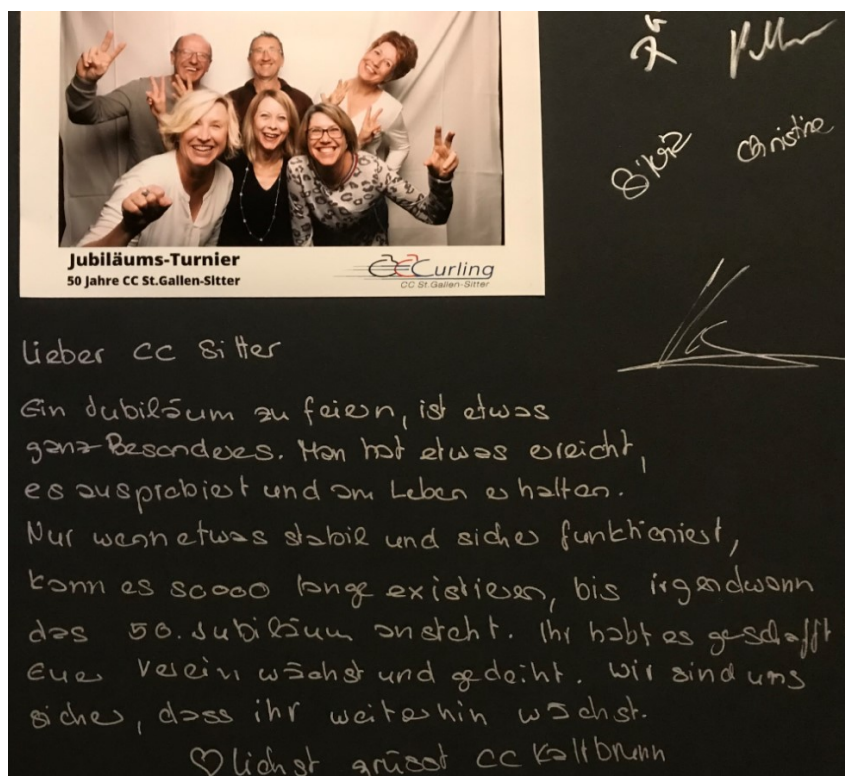 Silvia Christine
Jubiläums-Turnier
50 Jahre CC St.Gallen-Sitter
Curling
CC St.Gallen-Sitter
Lieber CC Sitter
Ein Jubiläum zu feiern, ist etwas
ganz Besonderes. Man hat etwas erreicht,
es ausprobiert und am Leben erhalten.
Nur wenn etwas stabil und sicher funktioniert,
kann es soooo lange existieren, bis irgendwann
das 50. Jubiläum ansteht. Ihr habt es geschafft
Euer Verein wächst und gedeiht. Wir sind uns
sicher, dass ihr weiterhin wächst.
♡lichst grüsst CC Kaltbrunn